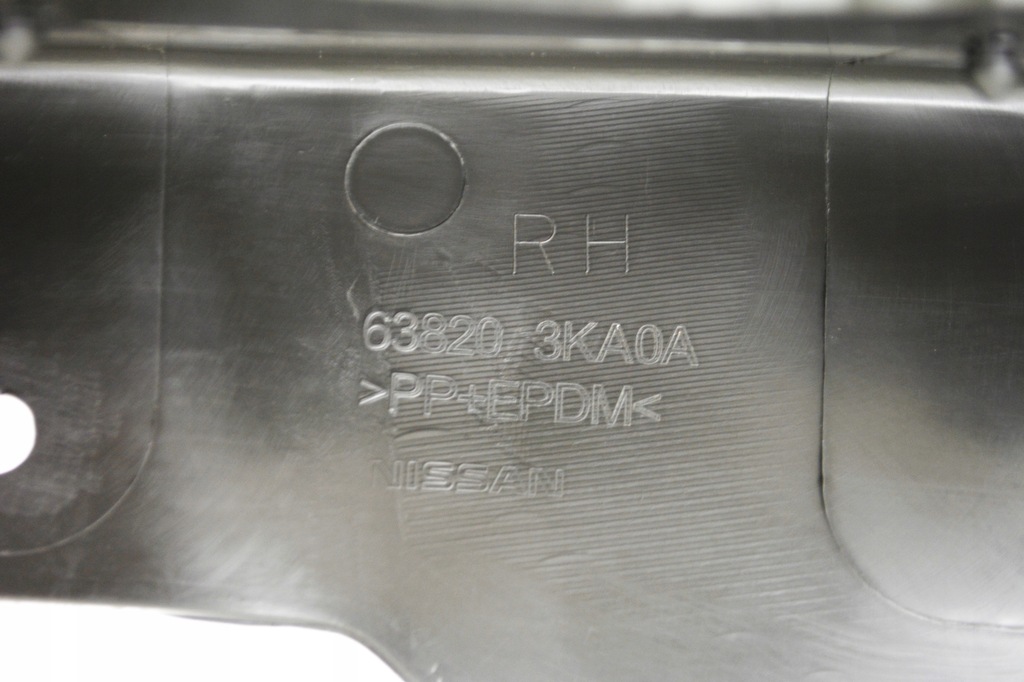 RH
63820 3KA0A
>PP+EPDM<
NISSAN